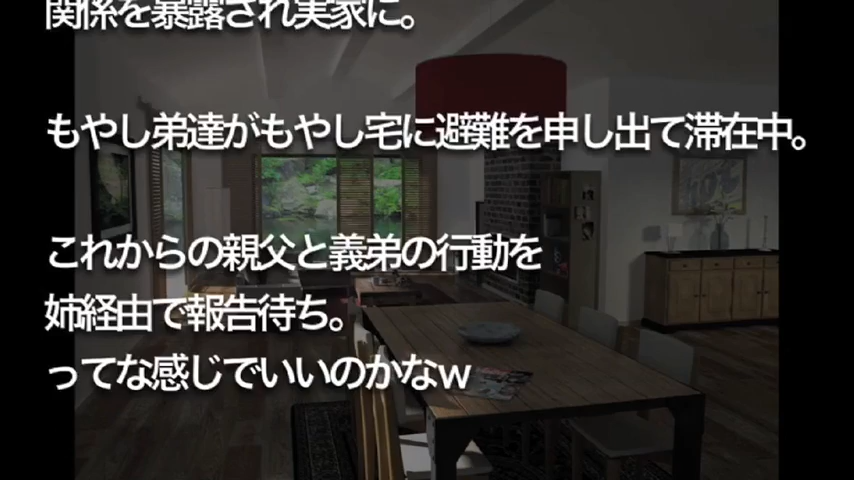 関係を暴露され実家に。
もやし弟達がもやし宅に避難を申し出て滞在中。
これからの親父と義弟の行動を
姉経由で報告待ち。
ってな感じでいいのかなw